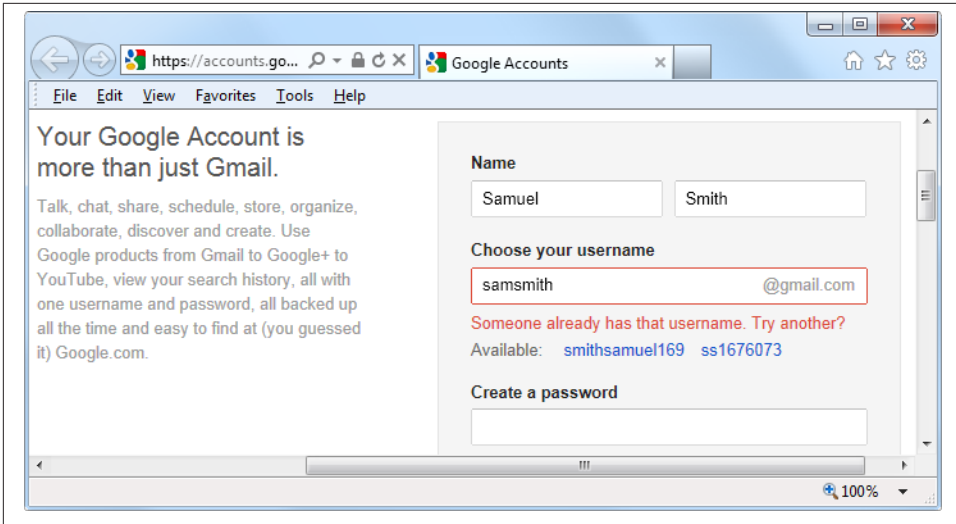 https://accounts.go...
Google Accounts
File Edit View Favorites Tools Help
Your Google Account is
more than just Gmail.
Talk, chat, share, schedule, store, organize,
collaborate, discover and create. Use
Google products from Gmail to Google+ to
YouTube, view your search history, all with
one username and password, all backed up
all the time and easy to find at (you guessed
it) Google.com.
Name
Samuel Smith
Choose your username
samsmith @gmail.com
Someone already has that username. Try another?
Available: smithsamuel169 ss1676073
Create a password
100%